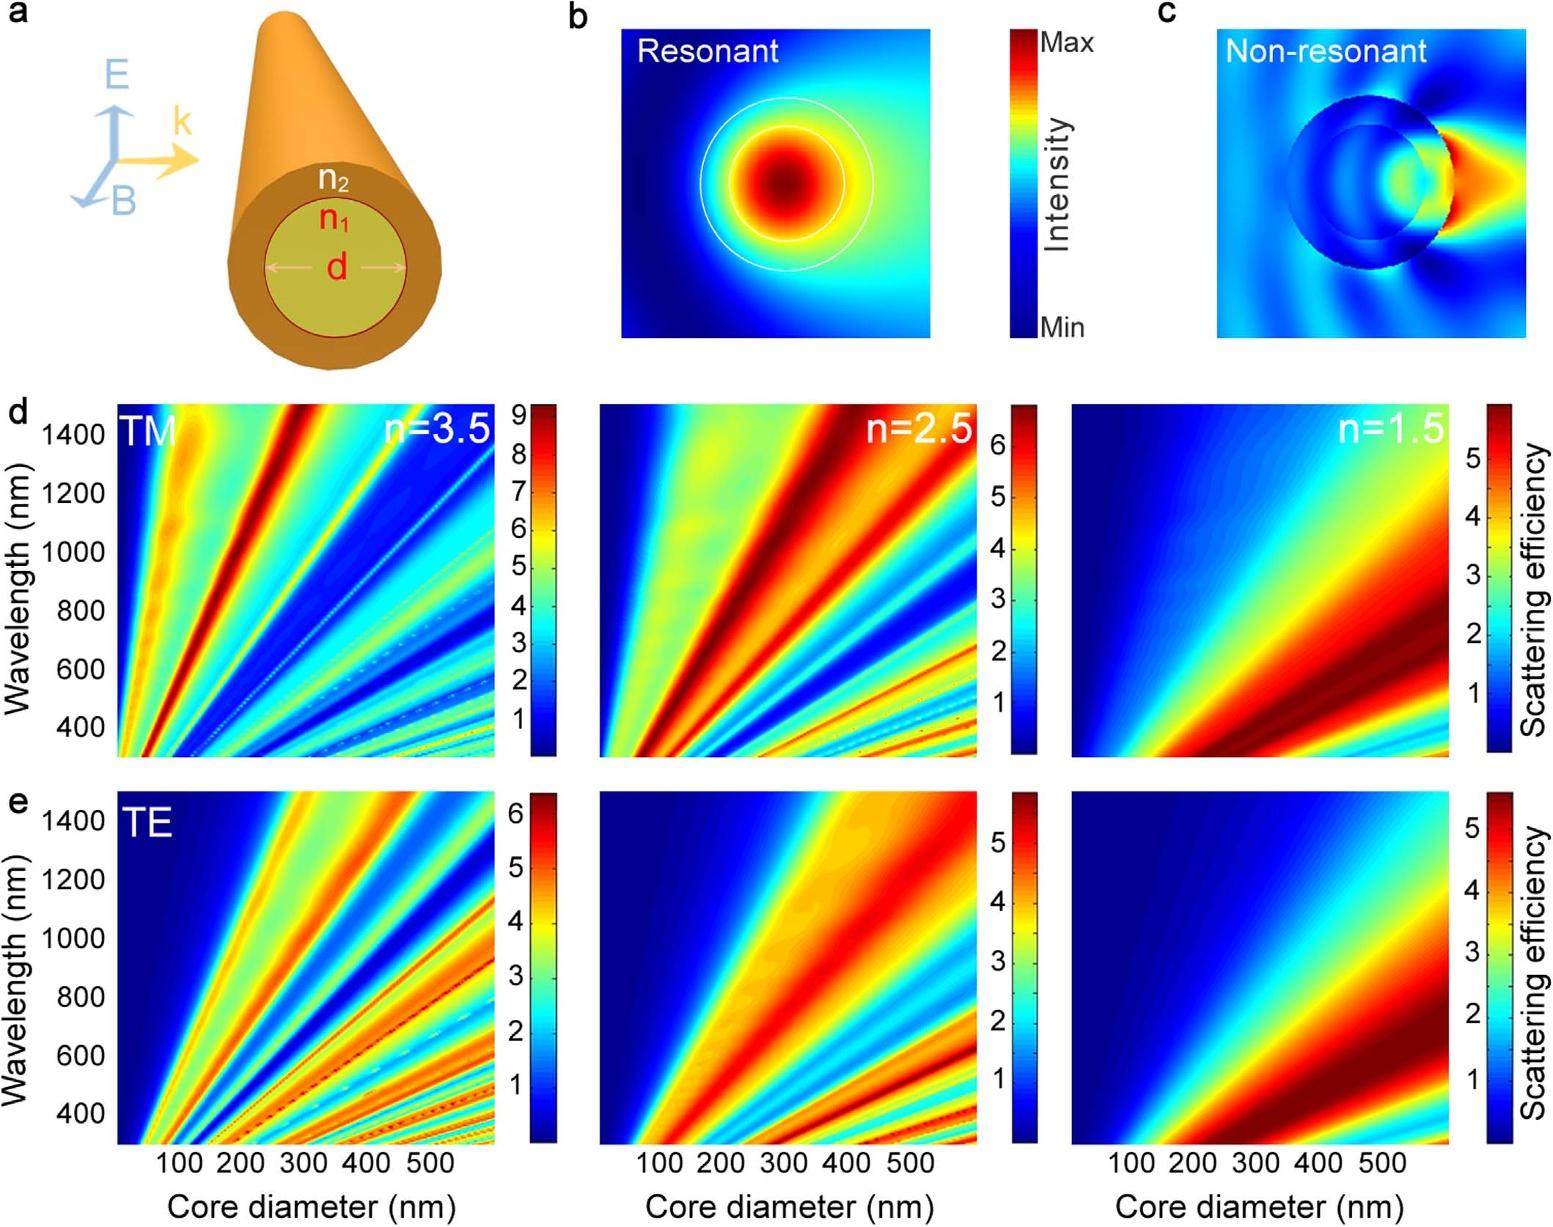 a
E
k
B
n2
n1
d
b
Resonant
Max
Intensity
Min
c
Non-resonant
d
TM
n=3.5
n=2.5
n=1.5
Wavelength (nm)
1400
1200
1000
800
600
400
9
8
7
6
5
4
3
2
1
6
5
4
3
2
1
5
4
3
2
1
Scattering efficiency
e
TE
Wavelength (nm)
1400
1200
1000
800
600
400
6
5
4
3
2
1
5
4
3
2
1
5
4
3
2
1
Scattering efficiency
100 200 300 400 500
100 200 300 400 500
100 200 300 400 500
Core diameter (nm)
Core diameter (nm)
Core diameter (nm)